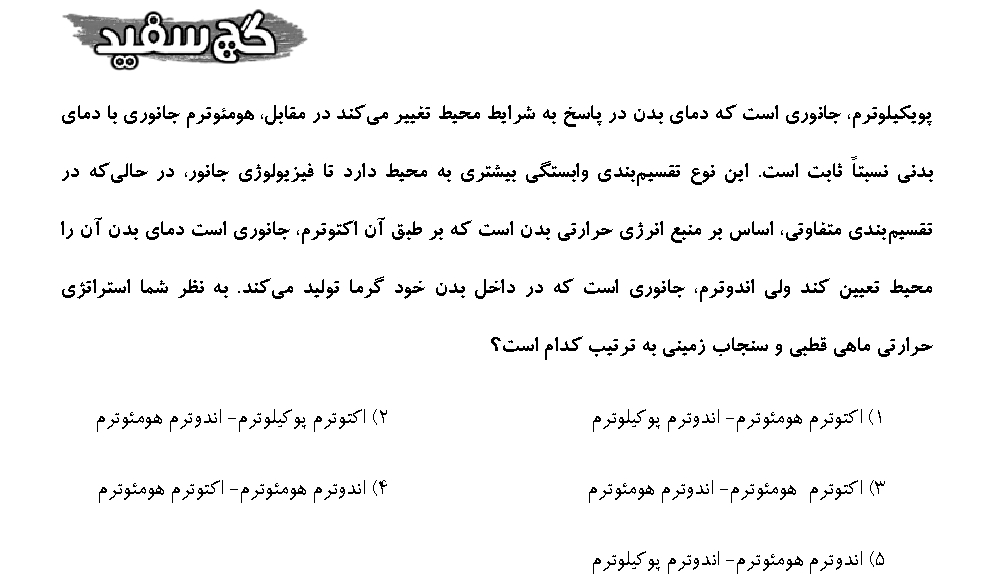 گچ سفید
پویکیلوترم، جانوری است که دمای بدن در پاسخ به شرایط محیط تغییر می‌کند در مقابل، هومئوترم جانوری با دمای
بدنی نسبتاً ثابت است. این نوع تقسیم‌بندی وابستگی بیشتری به محیط دارد تا فیزیولوژی جانور، در حالی‌که در
تقسیم‌بندی متفاوتی، اساس بر منبع انرژی حرارتی بدن است که بر طبق آن اکتوترم، جانوری است دمای بدن آن را
محیط تعیین کند ولی اندوترم، جانوری است که در داخل بدن خود گرما تولید می‌کند. به نظر شما استراتژی
حرارتی ماهی قطبی و سنجاب زمینی به ترتیب کدام است؟
۱) اکتوترم هومئوترم- اندوترم پوکیلوترم ۲) اکتوترم پوکیلوترم- اندوترم هومئوترم
۳) اکتوترم هومئوترم- اندوترم هومئوترم ۴) اندوترم هومئوترم- اکتوترم هومئوترم
۵) اندوترم هومئوترم- اندوترم پوکیلوترم